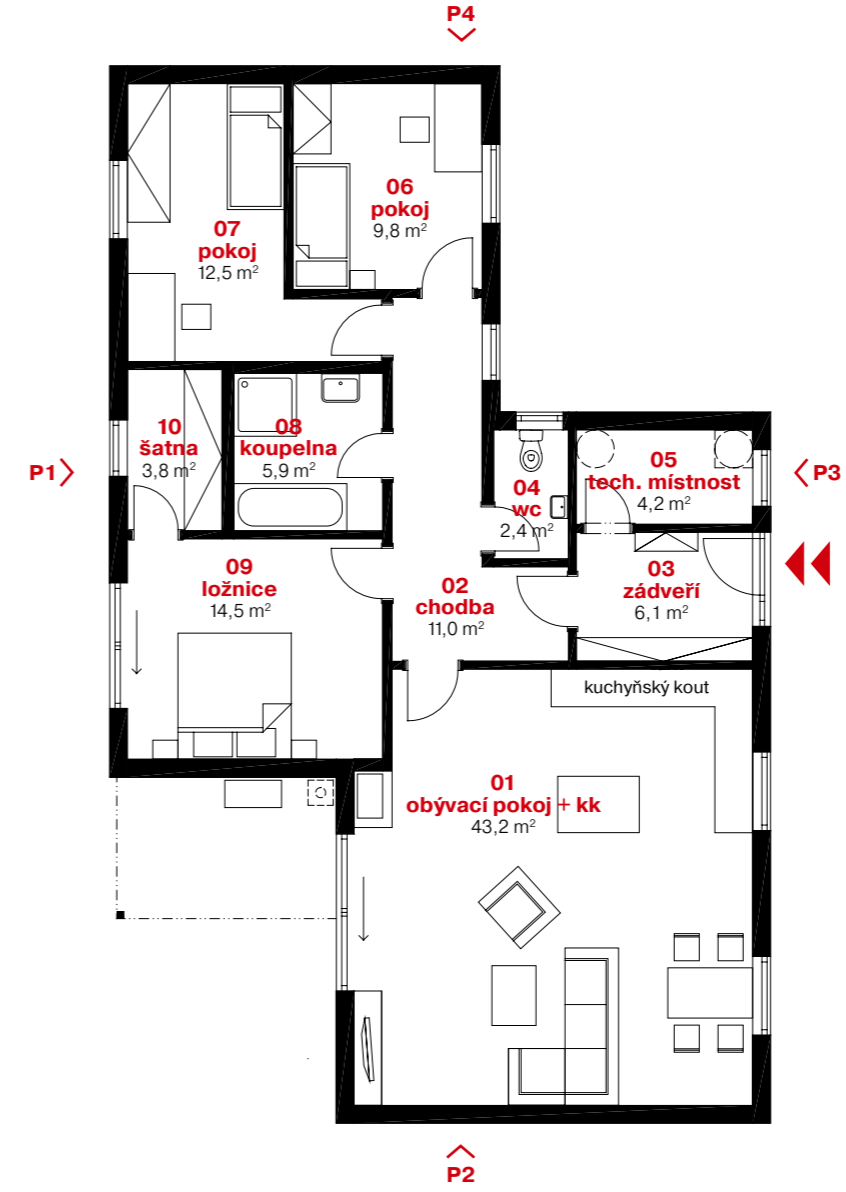 P4
06
pokoj
9,8 m²
07
pokoj
12,5 m²
10
šatna
3,8 m²
08
koupelna
5,9 m²
P1
P3
05
tech. místnost
4,2 m²
04
wc
2,4 m²
09
ložnice
14,5 m²
02
chodba
11,0 m²
03
zádveří
6,1 m²
kuchyňský kout
01
obývací pokoj + kk
43,2 m²
P2